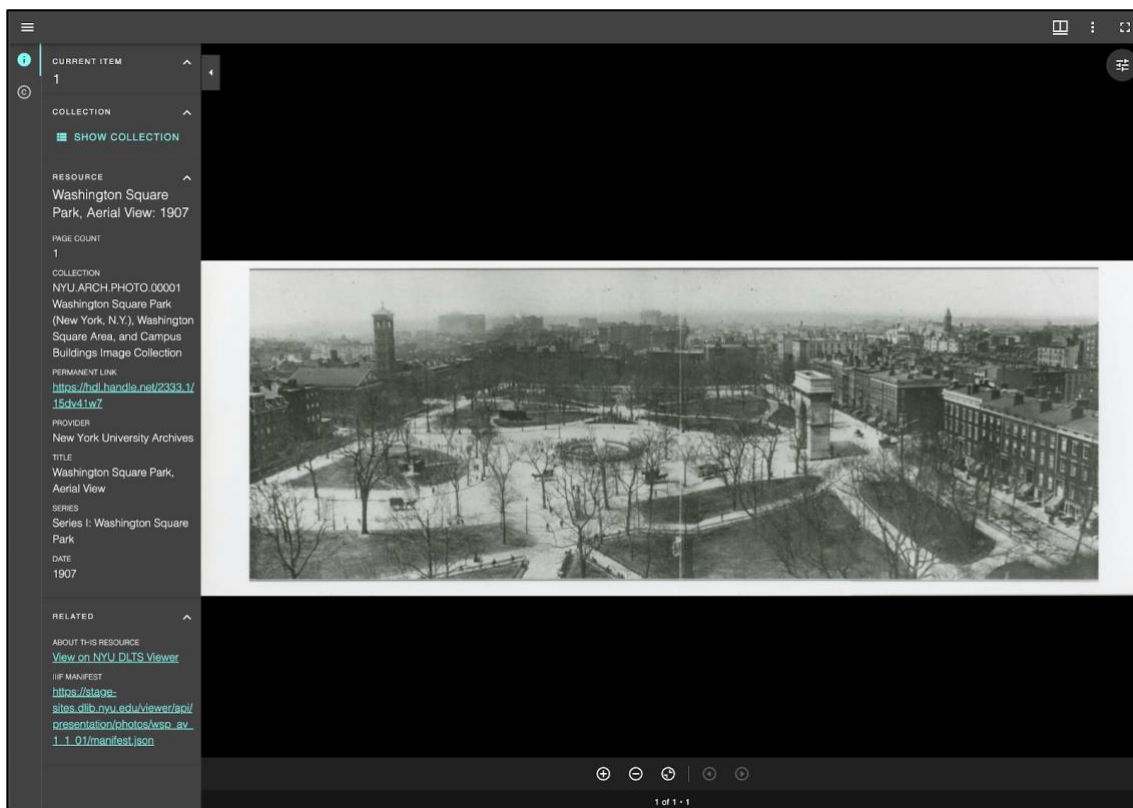 CURRENT ITEM
1
COLLECTION
SHOW COLLECTION
RESOURCE
Washington Square
Park, Aerial View: 1907
PAGE COUNT
1
COLLECTION
NYU.ARCH.PHOTO.00001
Washington Square Park
(New York, N.Y.), Washington
Square Area, and Campus
Buildings Image Collection
PERMANENT LINK
https://hdl.handle.net/2333.1/
15dv41w7
PROVIDER
New York University Archives
TITLE
Washington Square Park,
Aerial View
SERIES
Series I: Washington Square
Park
DATE
1907
RELATED
ABOUT THIS RESOURCE
View on NYU DLTS Viewer
IIIF MANIFEST
https://stage-
sites.dlib.nyu.edu/viewer/api/
presentation/photos/wsp_av_
1_1_01/manifest.json
1 of 1 • 1